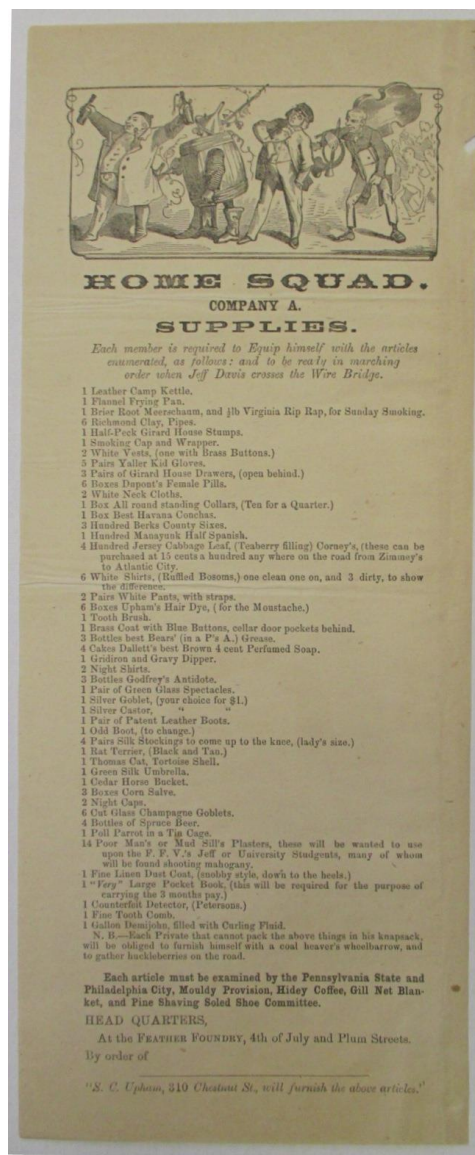 HOME SQUAD.
COMPANY A.
SUPPLIES.
Each member is required to Equip himself with the articles
enumerated, as follows: and to be ready in marching
order when Jeff Davis crosses the Wire Bridge.
1 Leather Camp Kettle.
1 Flannel Frying Pan.
1 Brier Root Meerschaum, and ½lb Virginia Rip Rap, for Sunday Smoking.
6 Richmond Clay, Pipes.
1 Half-Peck Girard House Stumps.
1 Smoking Cap and Wrapper.
2 White Vests, (one with Brass Buttons.)
5 Pairs Yaller Kid Gloves.
3 Pairs of Girard House Drawers, (open behind.)
6 Boxes Dupont's Female Pills.
2 White Neck Cloths.
1 Box All round standing Collars, (Ten for a Quarter.)
1 Box Best Havana Conchas.
3 Hundred Berks County Sixes.
1 Hundred Manayunk Half Spanish.
4 Hundred Jersey Cabbage Leaf, (Teaberry filling) Corney's, (these can be
purchased at 15 cents a hundred any where on the road from Zimmey's
to Atlantic City.
6 White Shirts, (Ruffled Bosoms,) one clean one on, and 3 dirty, to show
the difference.
2 Pairs White Pants, with straps.
6 Boxes Upham's Hair Dye, ( for the Moustache.)
1 Tooth Brush.
1 Brass Coat with Blue Buttons, cellar door pockets behind.
3 Bottles best Bears' (in a P's A.) Grease.
4 Cakes Dallett's best Brown 4 cent Perfumed Soap.
1 Gridiron and Gravy Dipper.
2 Night Shirts.
3 Bottles Godfrey's Antidote.
1 Pair of Green Glass Spectacles.
1 Silver Goblet, (your choice for $1.)
1 Silver Castor, " "
1 Pair of Patent Leather Boots.
1 Odd Boot, (to change.)
4 Pairs Silk Stockings to come up to the knee, (lady's size.)
1 Rat Terrier, (Black and Tan.)
1 Thomas Cat, Tortoise Shell.
1 Green Silk Umbrella.
1 Cedar Horse Bucket.
3 Boxes Corn Salve.
2 Night Caps.
6 Cut Glass Champagne Goblets.
4 Bottles of Spruce Beer.
1 Poll Parrot in a Tin Cage.
14 Poor Man's or Mud Sill's Plasters, these will be wanted to use
upon the F. F. V.'s Jeff or University Studgents, many of whom
will be found shooting mahogany.
1 Fine Linen Dust Coat, (snobby style, down to the heels.)
1 "Very" Large Pocket Book, (this will be required for the purpose of
carrying the 3 months pay.)
1 Counterfeit Detector, (Petersons.)
1 Fine Tooth Comb.
1 Gallon Demijohn, filled with Curling Fluid.
N. B.—Each Private that cannot pack the above things in his knapsack,
will be obliged to furnish himself with a coal heaver's wheelbarrow, and
to gather huckleberries on the road.
Each article must be examined by the Pennsylvania State and
Philadelphia City, Mouldy Provision, Hidey Coffee, Gill Net Blan-
ket, and Pine Shaving Soled Shoe Committee.
HEAD QUARTERS,
At the FEATHER FOUNDRY, 4th of July and Plum Streets.
By order of
"S. C. Upham, 310 Chestnut St., will furnish the above articles."